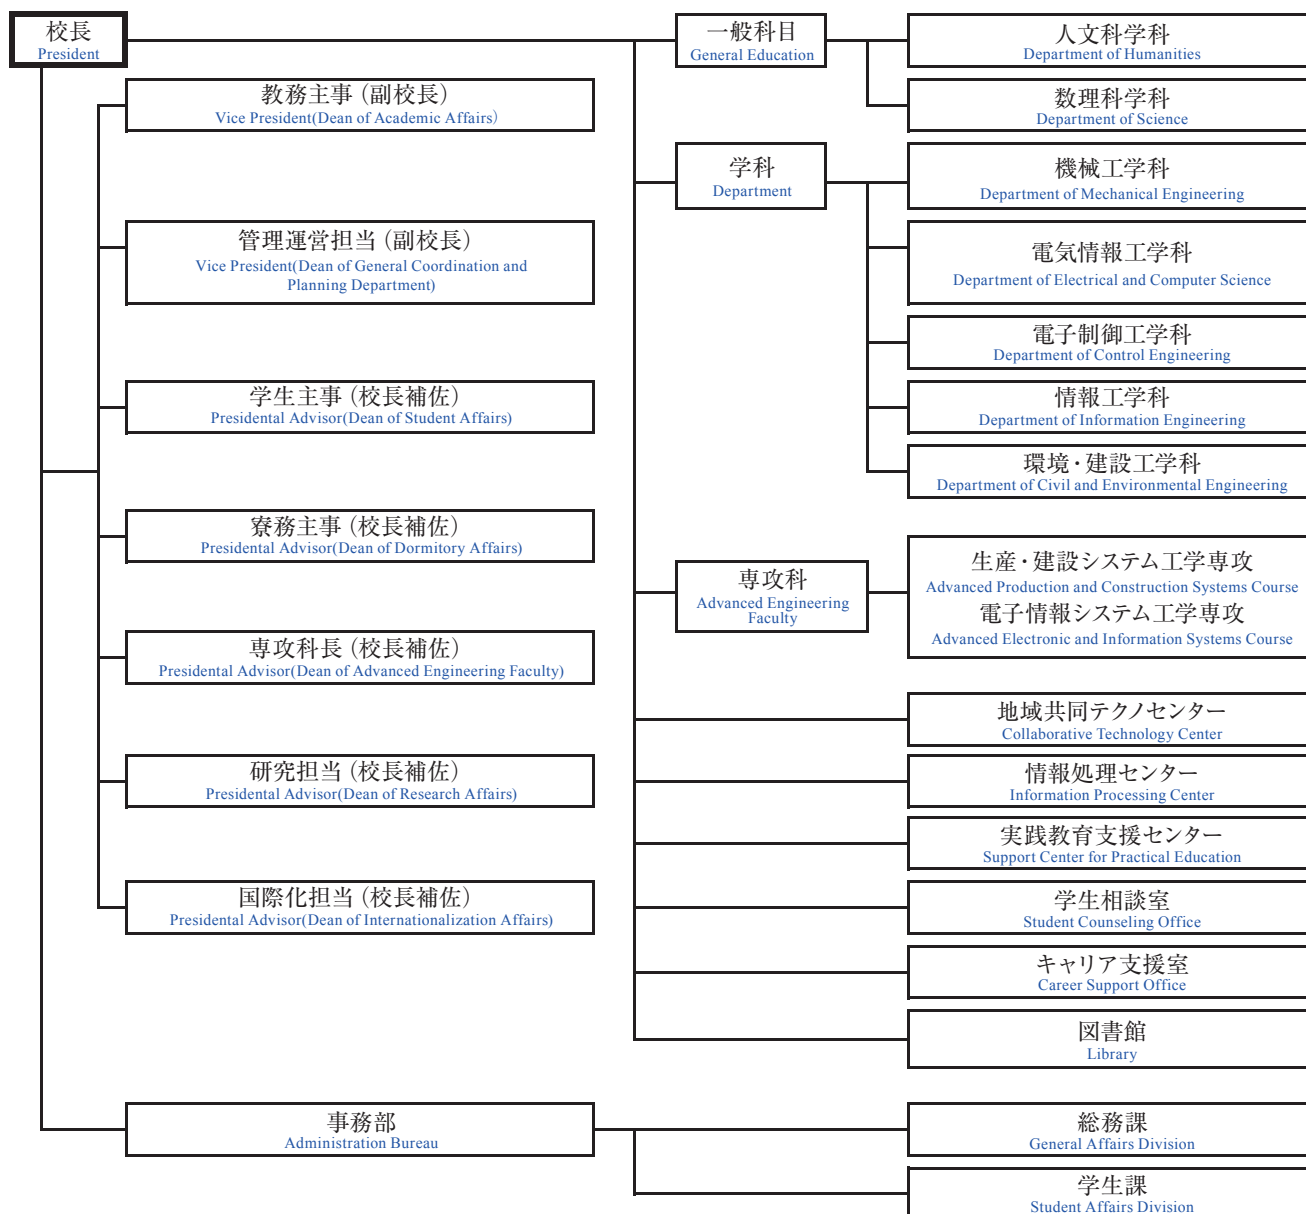 校長
President
教務主事（副校長）
Vice President(Dean of Academic Affairs）
管理運営担当（副校長）
Vice President(Dean of General Coordination and
Planning Department)
学生主事（校長補佐）
Presidental Advisor(Dean of Student Affairs)
寮務主事（校長補佐）
Presidental Advisor(Dean of Dormitory Affairs)
専攻科長（校長補佐）
Presidental Advisor(Dean of Advanced Engineering Faculty)
研究担当（校長補佐）
Presidental Advisor(Dean of Research Affairs)
国際化担当（校長補佐）
Presidental Advisor(Dean of Internationalization Affairs)
事務部
Administration Bureau
一般科目
General Education
学科
Department
専攻科
Advanced Engineering
Faculty
人文科学科
Department of Humanities
数理科学科
Department of Science
機械工学科
Department of Mechanical Engineering
電気情報工学科
Department of Electrical and Computer Science
電子制御工学科
Department of Control Engineering
情報工学科
Department of Information Engineering
環境・建設工学科
Department of Civil and Environmental Engineering
生産・建設システム工学専攻
Advanced Production and Construction Systems Course
電子情報システム工学専攻
Advanced Electronic and Information Systems Course
地域共同テクノセンター
Collaborative Technology Center
情報処理センター
Information Processing Center
実践教育支援センター
Support Center for Practical Education
学生相談室
Student Counseling Office
キャリア支援室
Career Support Office
図書館
Library
総務課
General Affairs Division
学生課
Student Affairs Division